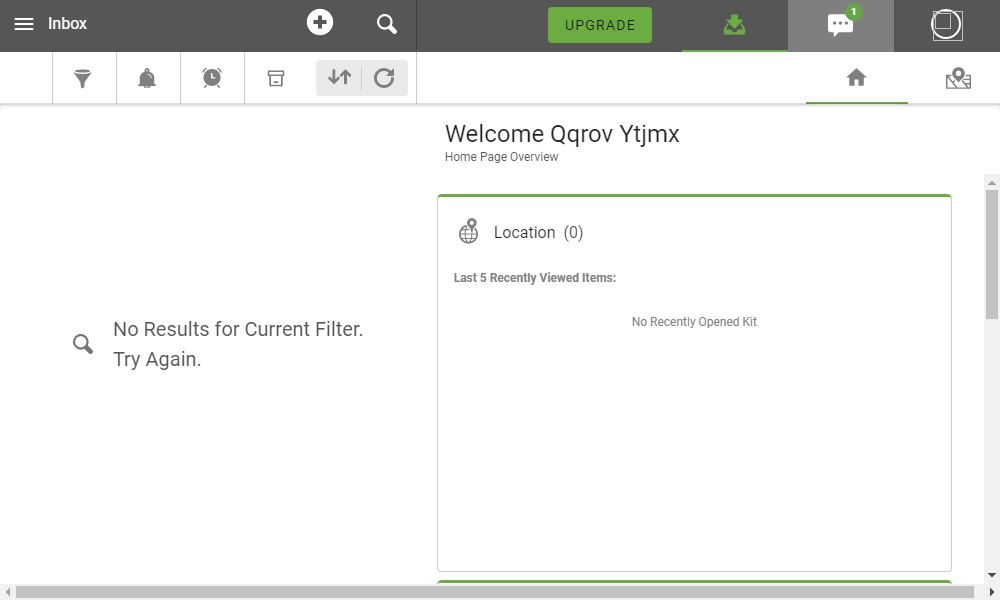 Inbox
UPGRADE
1
Welcome Qqrov Ytjmx
Home Page Overview
Location (0)
Last 5 Recently Viewed Items:
No Recently Opened Kit
No Results for Current Filter.
Try Again.